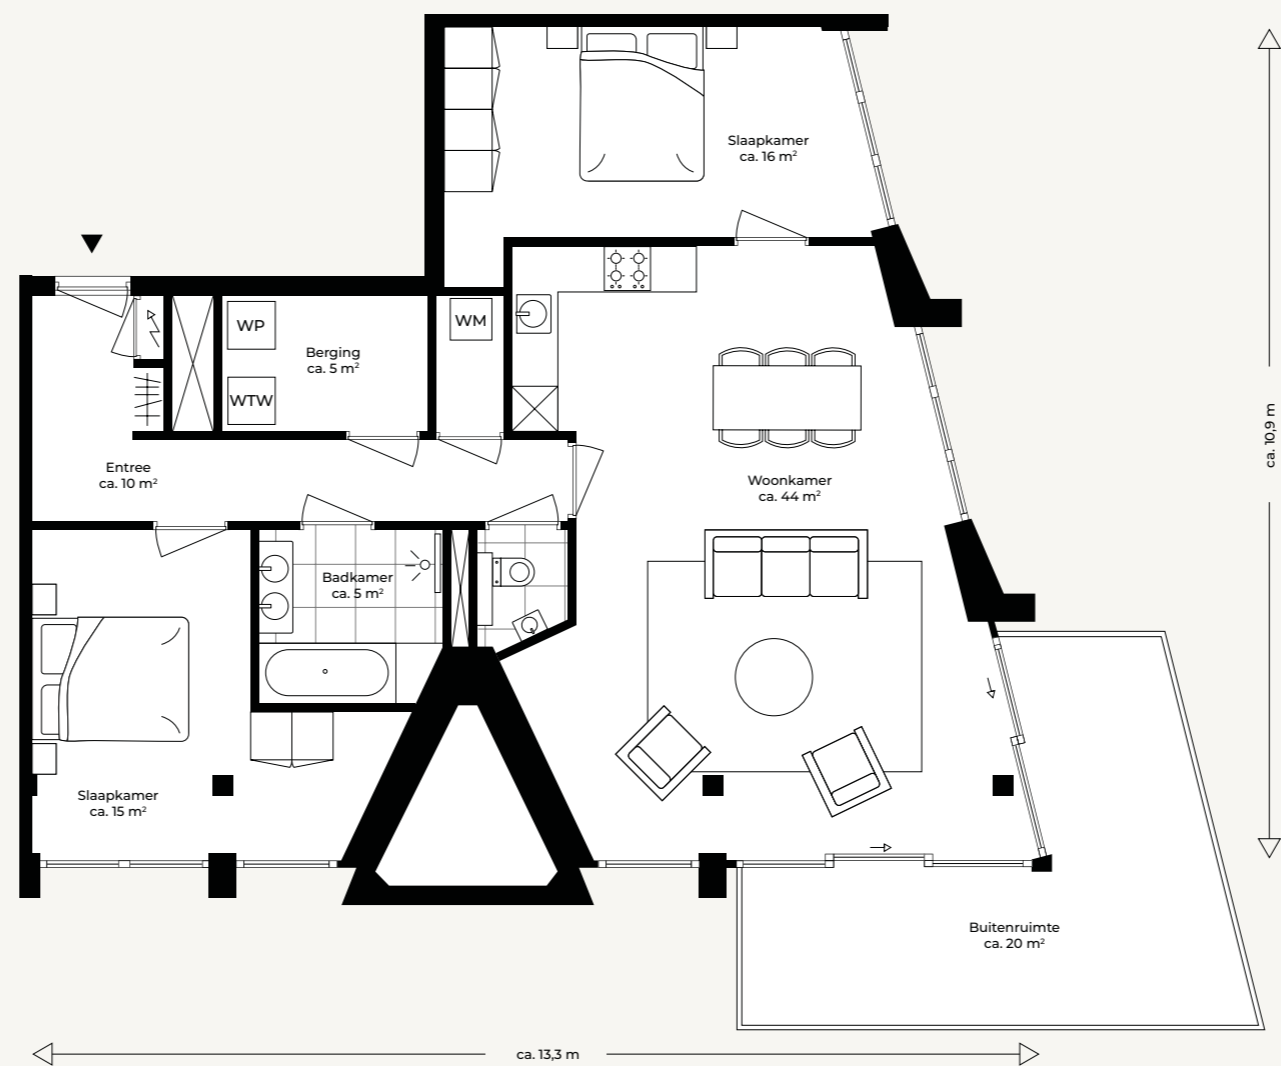 Slaapkamer
ca. 16 m²
WP
WM
Berging
ca. 5 m²
WTW
ca. 10,9 m
Entree
ca. 10 m²
Woonkamer
ca. 44 m²
Badkamer
ca. 5 m²
Slaapkamer
ca. 15 m²
Buitenruimte
ca. 20 m²
ca. 13,3 m